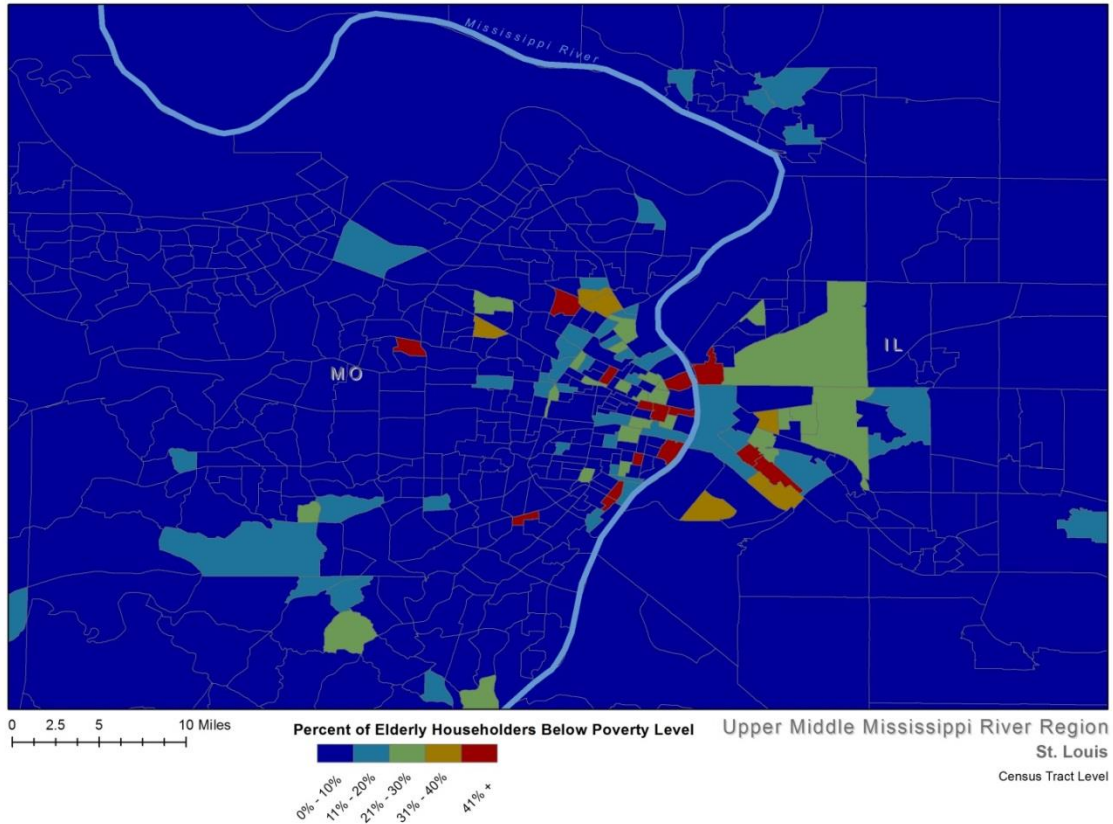 Mississippi River
IL
MO
0 2.5 5 10 Miles
Percent of Elderly Householders Below Poverty Level
0% - 10%
11% - 20%
21% - 30%
31% - 40%
41% +
Upper Middle Mississippi River Region
St. Louis
Census Tract Level